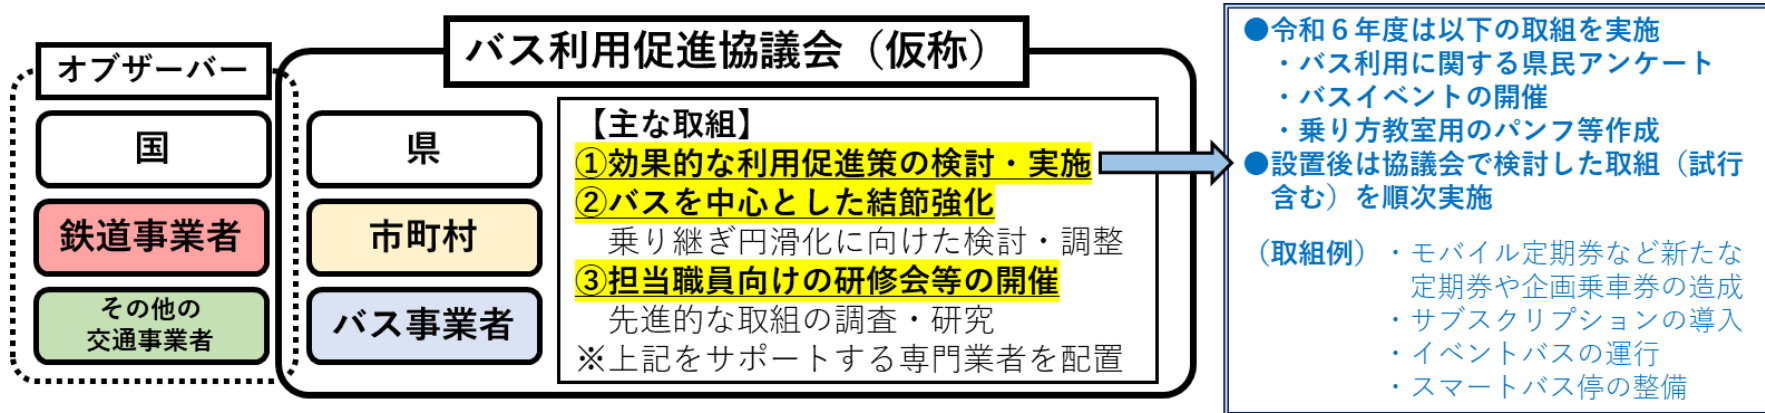 バス利用促進協議会（仮称）
オブザーバー
国
鉄道事業者
その他の
交通事業者
県
市町村
バス事業者
【主な取組】
①効果的な利用促進策の検討・実施
②バスを中心とした結節強化
乗り継ぎ円滑化に向けた検討・調整
③担当職員向けの研修会等の開催
先進的な取組の調査・研究
※上記をサポートする専門業者を配置
●令和６年度は以下の取組を実施
・バス利用に関する県民アンケート
・バスイベントの開催
・乗り方教室用のパンフ等作成
●設置後は協議会で検討した取組（試行
含む）を順次実施
（取組例）・モバイル定期券など新たな
定期券や企画乗車券の造成
・サブスクリプションの導入
・イベントバスの運行
・スマートバス停の整備